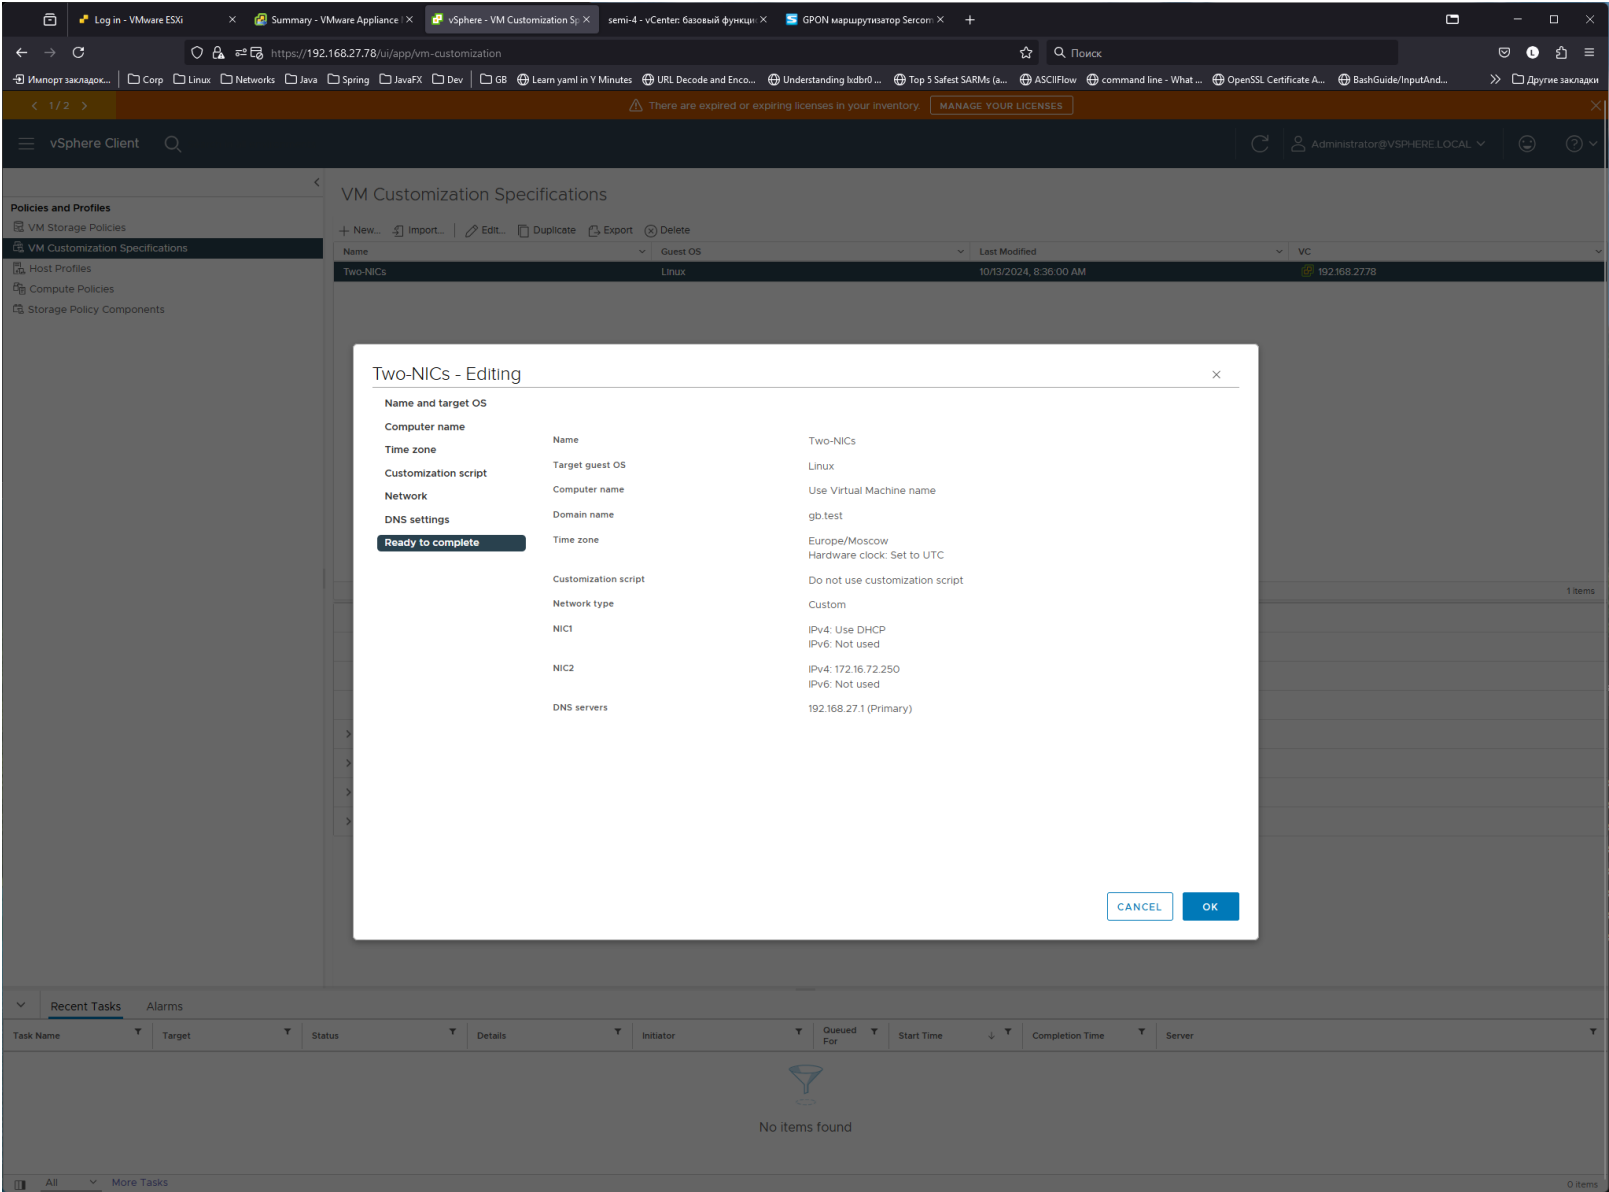 Log in - VMware ESXi
Summary - VMware Appliance
vSphere - VM Customization Sp
semi-4 - vCenter: базовый функци
GPON маршрутизатор Sercom
https://192.168.27.78/ui/app/vm-customization
Поиск
L
Импорт закладок...
Corp
Linux
Networks
Java
Spring
JavaFX
Dev
GB
Learn yaml in Y Minutes
URL Decode and Enco...
Understanding lxdbr0 ...
Top 5 Safest SARMs (a...
ASCIIFlow
command line - What ...
OpenSSL Certificate A...
BashGuide/InputAnd...
Другие закладки
1 / 2
There are expired or expiring licenses in your inventory.
MANAGE YOUR LICENSES
vSphere Client
Administrator@VSPHERE.LOCAL
Policies and Profiles
VM Storage Policies
VM Customization Specifications
Host Profiles
Compute Policies
Storage Policy Components
VM Customization Specifications
New...
Import...
Edit...
Duplicate
Export
Delete
Name
Guest OS
Last Modified
VC
Two-NICs
Linux
10/13/2024, 8:36:00 AM
192.168.27.78
1 items
Two-NICs - Editing
Name and target OS
Computer name
Time zone
Customization script
Network
DNS settings
Ready to complete
Name Two-NICs
Target guest OS Linux
Computer name Use Virtual Machine name
Domain name gb.test
Time zone Europe/Moscow
Hardware clock: Set to UTC
Customization script Do not use customization script
Network type Custom
NIC1 IPv4: Use DHCP
IPv6: Not used
NIC2 IPv4: 172.16.72.250
IPv6: Not used
DNS servers 192.168.27.1 (Primary)
CANCEL
OK
Recent Tasks
Alarms
Task Name
Target
Status
Details
Initiator
Queued
For
Start Time
Completion Time
Server
No items found
All
More Tasks
0 items